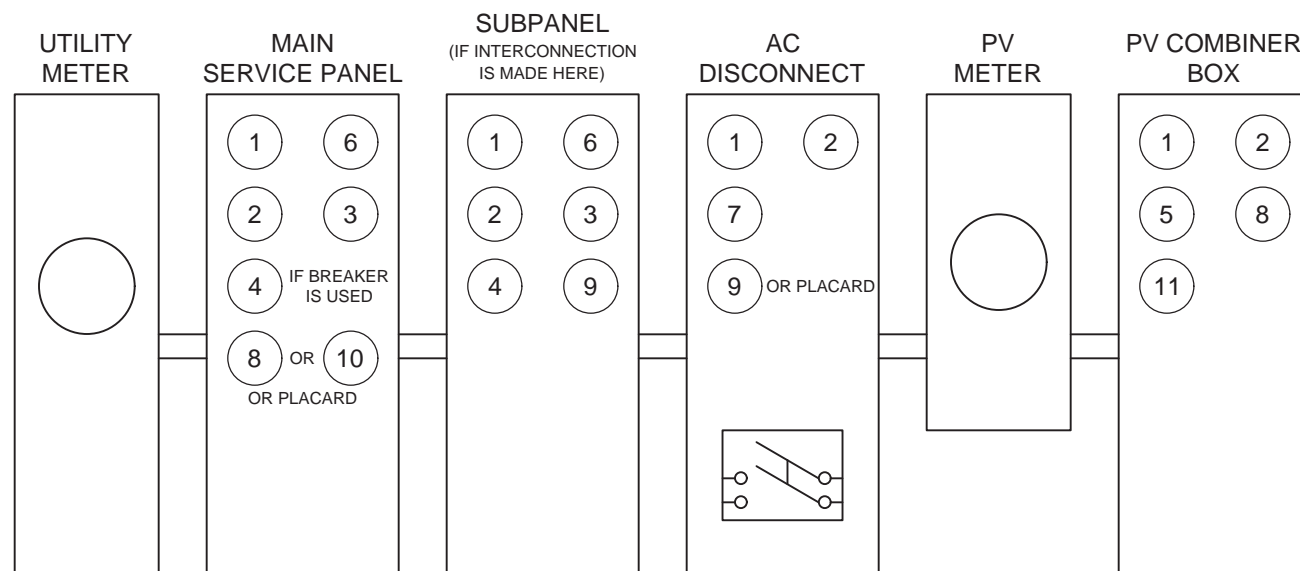 UTILITY
METER
MAIN
SERVICE PANEL
SUBPANEL
(IF INTERCONNECTION
IS MADE HERE)
AC
DISCONNECT
PV
METER
PV COMBINER
BOX
1 6
2 3
4 IF BREAKER
IS USED
8 OR 10
OR PLACARD
1 6
2 3
4 9
1 2
7
9 OR PLACARD
1 2
5 8
11